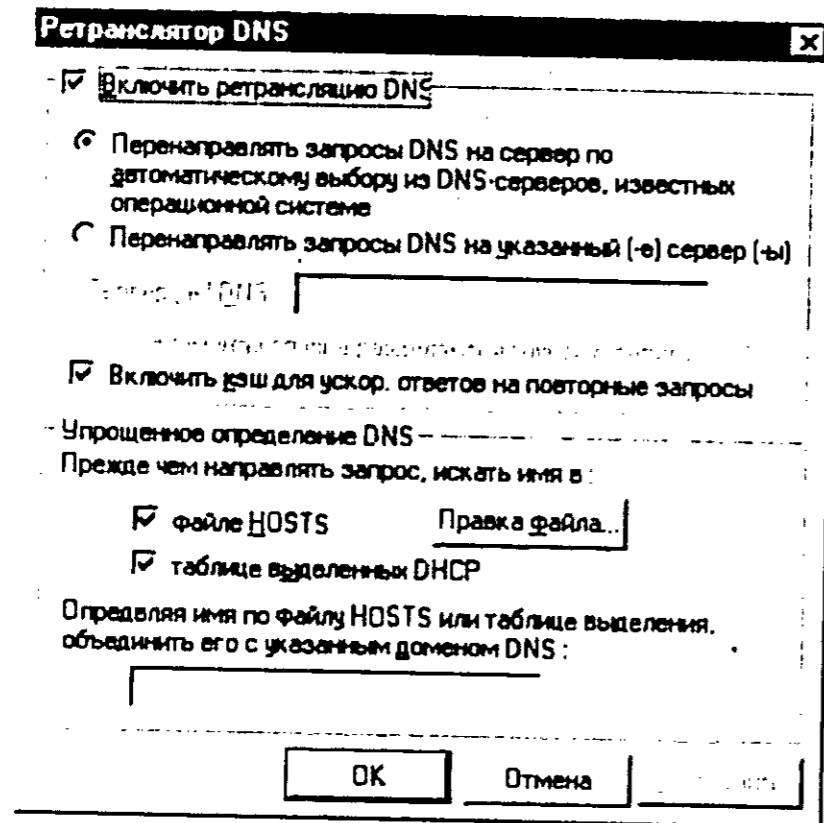 Ретранслятор DNS
Включить ретрансляцию DNS
Перенаправлять запросы DNS на сервер по
автоматическому выбору из DNS-серверов, известных
операционной системе
Перенаправлять запросы DNS на указанный (-е) сервер (-ы)
Включить кэш для ускор. ответов на повторные запросы
Упрощенное определение DNS
Прежде чем направлять запрос, искать имя в :
файле HOSTS
Правка файла...
таблице выделенных DHCP
Определяя имя по файлу HOSTS или таблице выделения,
объединить его с указанным доменом DNS :
OK
Отмена